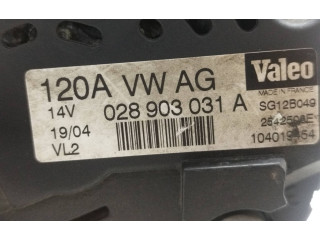 120A VW AG
Valeo
MADE IN FRANCE
14V
028 903 031 A
SG12B049
19/04
VL2